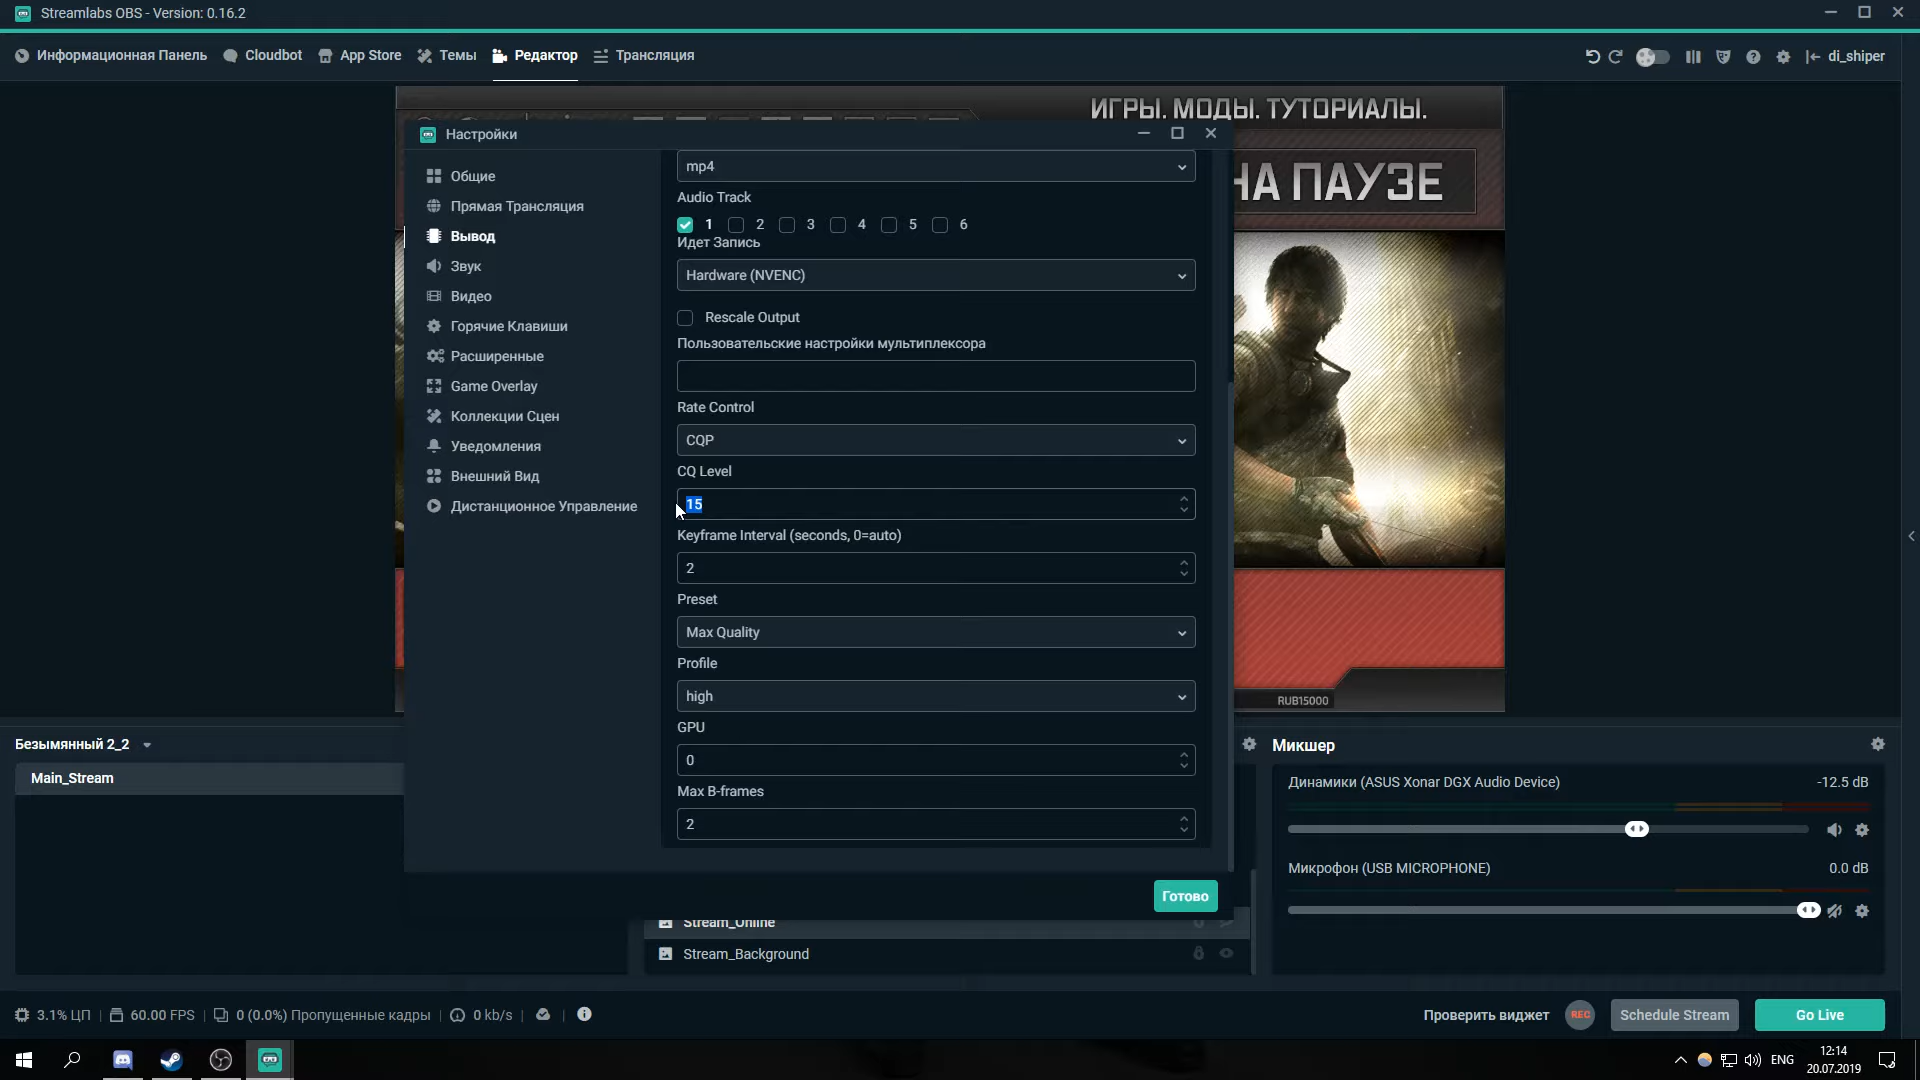 Streamlabs OBS - Version: 0.16.2
Информационная Панель
Cloudbot
App Store
Темы
Редактор
Трансляция
di_shiper
ИГРЫ. МОДЫ. ТУТОРИАЛЫ.
НА ПАУЗЕ
RUB15000
Настройки
Общие
Прямая Трансляция
Вывод
Звук
Видео
Горячие Клавиши
Расширенные
Game Overlay
Коллекции Сцен
Уведомления
Внешний Вид
Дистанционное Управление
mp4
Audio Track
1 2 3 4 5 6
Идет Запись
Hardware (NVENC)
Rescale Output
Пользовательские настройки мультиплексора
Rate Control
CQP
CQ Level
15
Keyframe Interval (seconds, 0=auto)
2
Preset
Max Quality
Profile
high
GPU
0
Max B-frames
2
Готово
Безымянный 2_2
Main_Stream
Stream_Online
Stream_Background
Микшер
Динамики (ASUS Xonar DGX Audio Device) -12.5 dB
Микрофон (USB MICROPHONE) 0.0 dB
3.1% ЦП
60.00 FPS
0 (0.0%) Пропущенные кадры
0 kb/s
Проверить виджет
REC
Schedule Stream
Go Live
ENG
12:14
20.07.2019